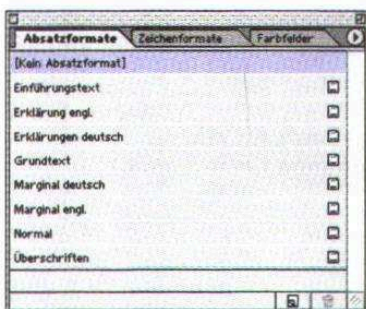 Absatzformate Zeichenformate Farbfelder
[Kein Absatzformat]
Einführungstext
Erklärung engl.
Erklärungen deutsch
Grundtext
Marginal deutsch
Marginal engl.
Normal
Überschriften